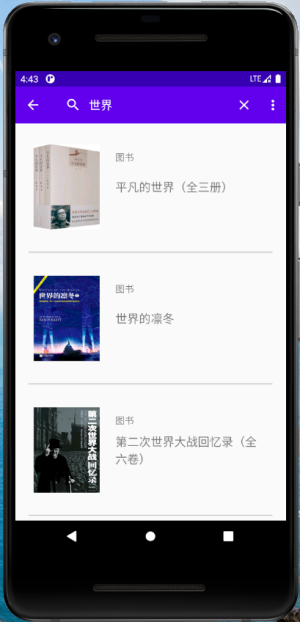 4:43
LTE
世界
图书
平凡的世界（全三册）
图书
世界的凛冬
世界的凛冬
图书
第二次世界大战回忆录（全
六卷）
第二次世界大战回忆录